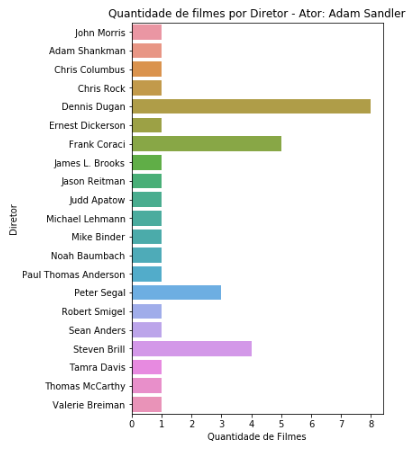 Quantidade de filmes por Diretor - Ator: Adam Sandler
John Morris
Adam Shankman
Chris Columbus
Chris Rock
Dennis Dugan
Ernest Dickerson
Frank Coraci
James L. Brooks
Jason Reitman
Judd Apatow
Michael Lehmann
Mike Binder
Noah Baumbach
Paul Thomas Anderson
Peter Segal
Robert Smigel
Sean Anders
Steven Brill
Tamra Davis
Thomas McCarthy
Valerie Breiman
Diretor
0 1 2 3 4 5 6 7 8
Quantidade de Filmes